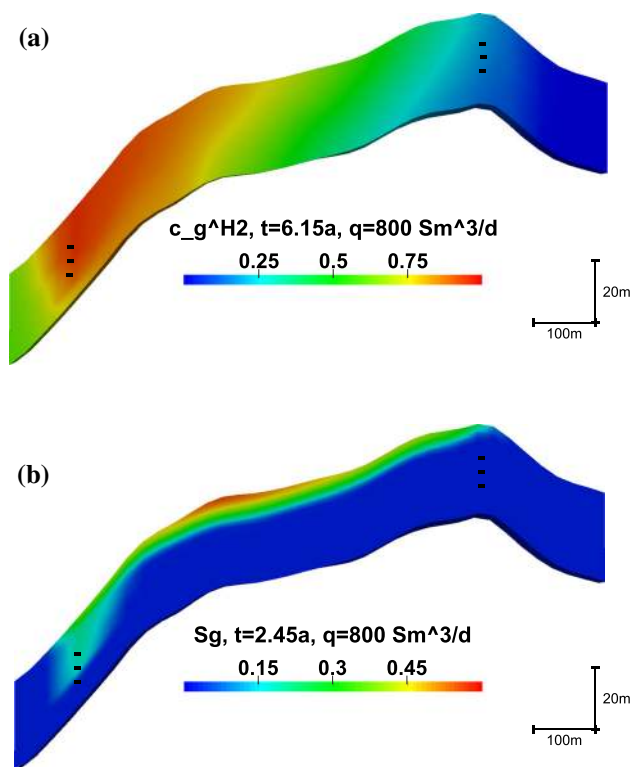 (a)
c_g^H2, t=6.15a, q=800 Sm^3/d
0.25 0.5 0.75
20m
100m
(b)
Sg, t=2.45a, q=800 Sm^3/d
0.15 0.3 0.45
20m
100m